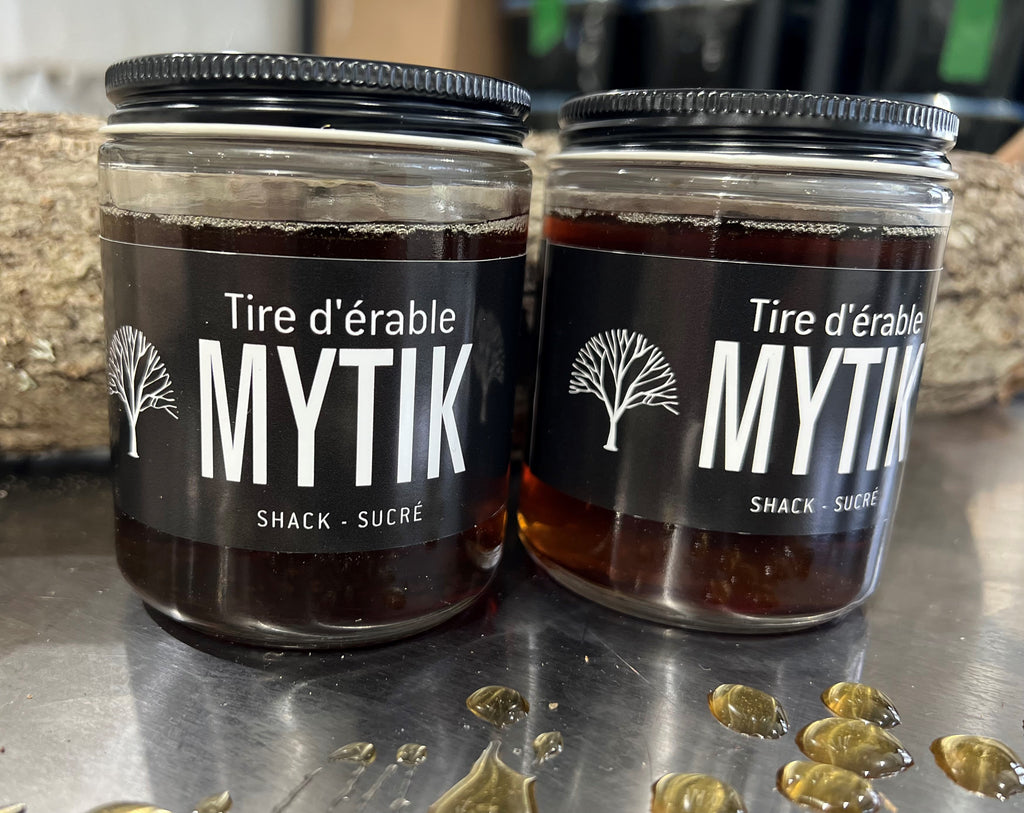 Tire d'érable
MYTIK
SHACK - SUCRÉ
Tire d'érable
MYTIK
SHACK - SUCRÉ